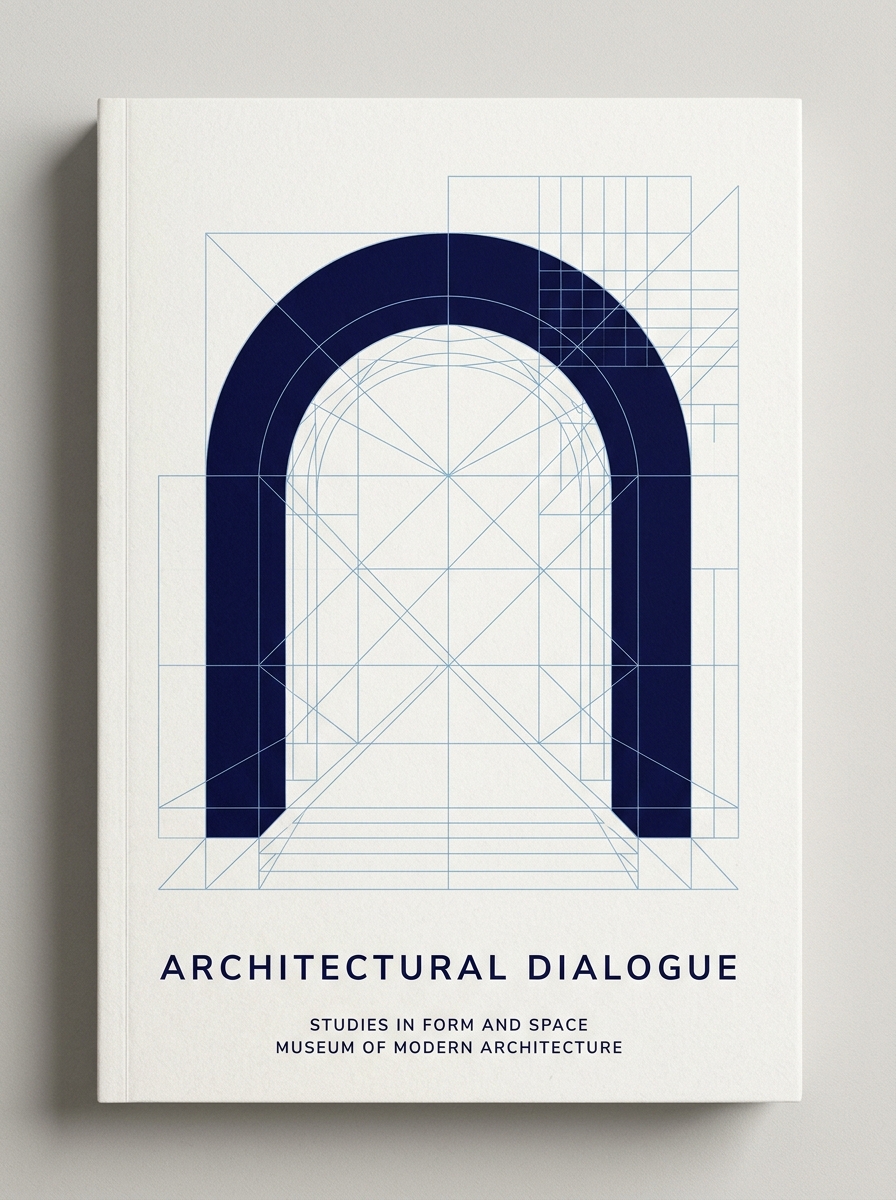 ARCHITECTURAL DIALOGUE
STUDIES IN FORM AND SPACE
MUSEUM OF MODERN ARCHITECTURE